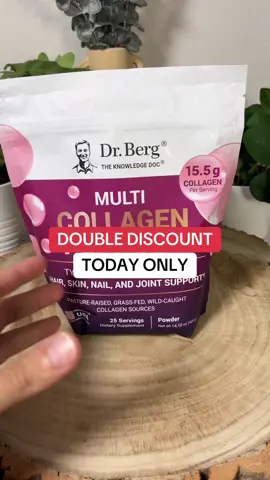 Dr. Berg
THE KNOWLEDGE DOC®
15.5 g
COLLAGEN
Per Serving
MULTI
COLLAGEN
DOUBLE DISCOUNT
TODAY ONLY
HAIR, SKIN, NAIL, AND JOINT SUPPORT
PASTURE-RAISED, GRASS-FED, WILD-CAUGHT
COLLAGEN SOURCES
25 Servings
Dietary Supplement
Powder